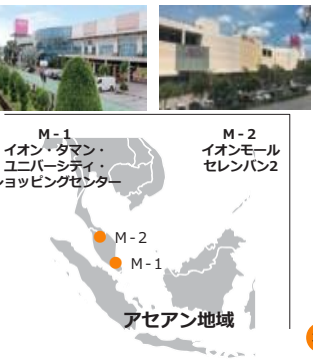 M-1
イオン・タマン・
ユニバーシティ・
ショッピングセンター
M-2
イオンモール
セレンバン2
M-2
M-1
アセアン地域